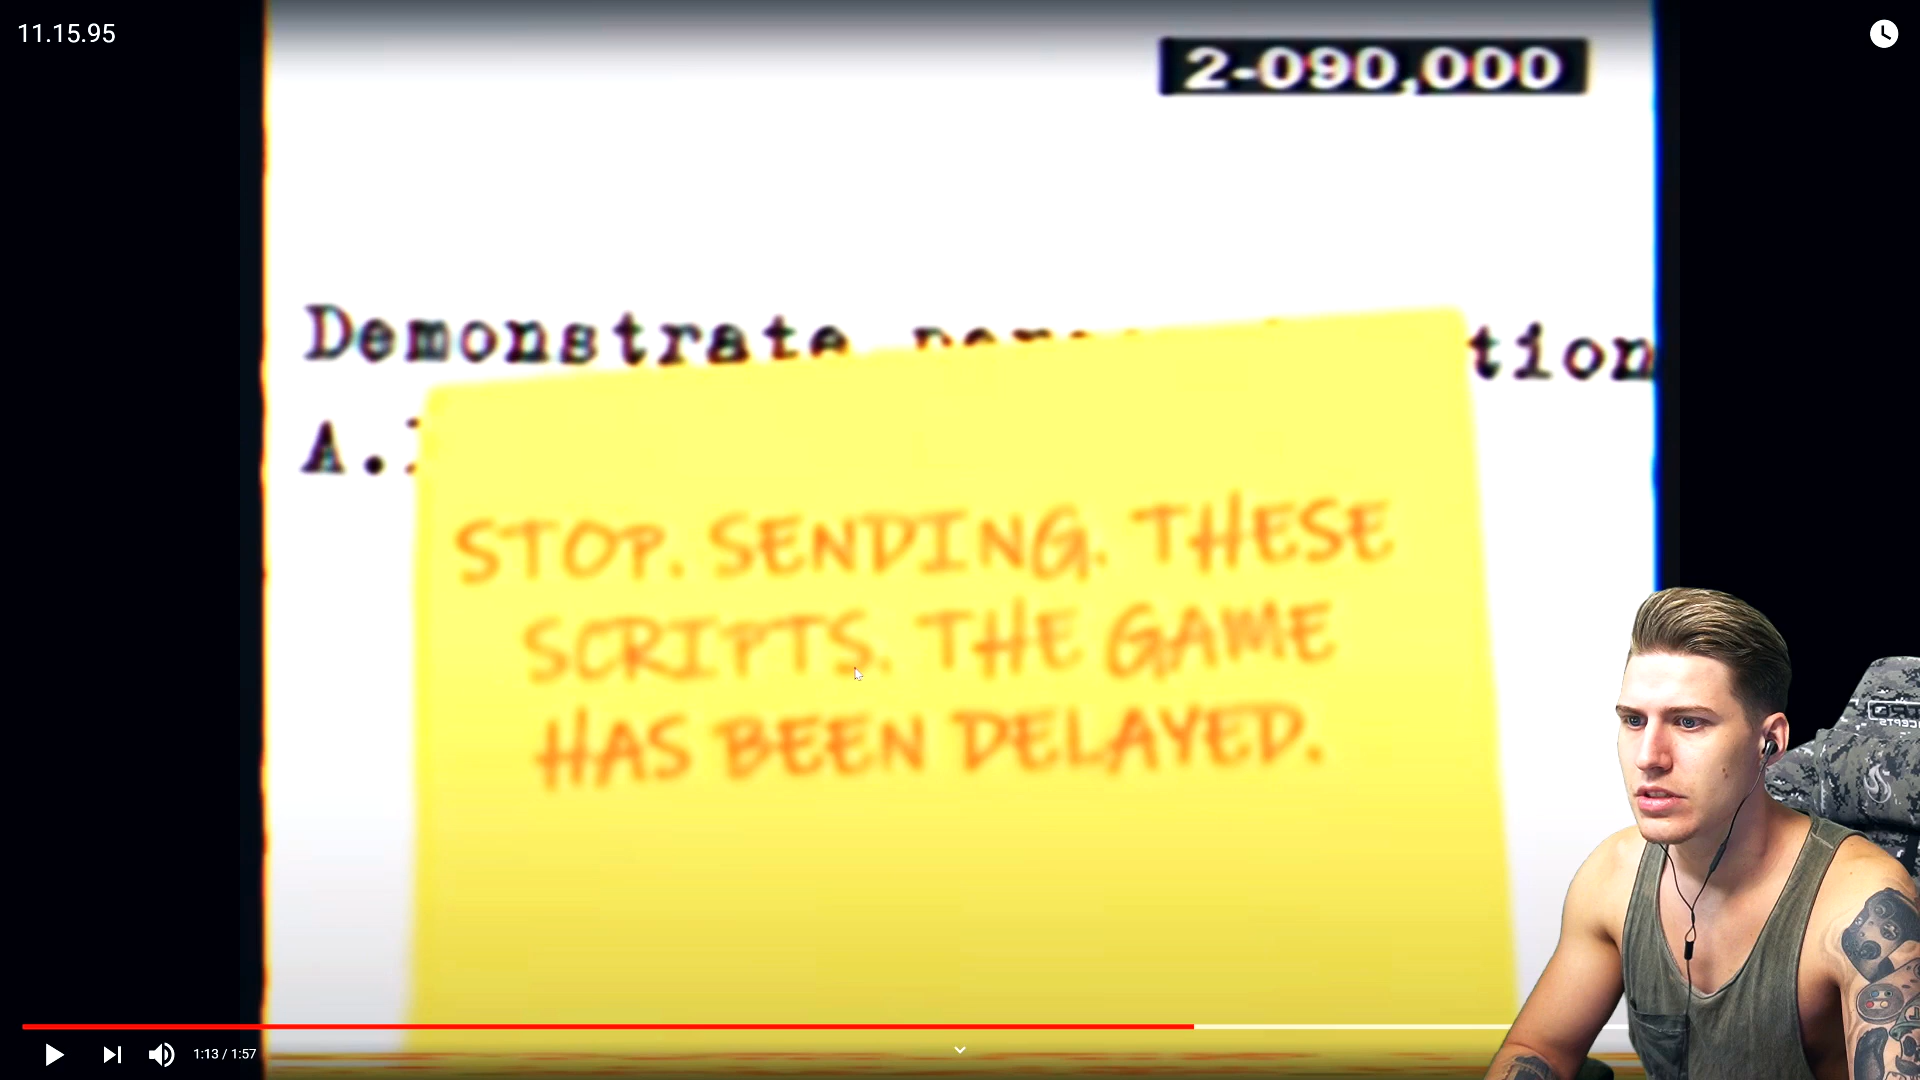 11.15.95
2-090,000
Demonstrate tion
A.
STOP. SENDING. THESE
SCRIPTS. THE GAME
HAS BEEN DELAYED.
1:13 / 1:57